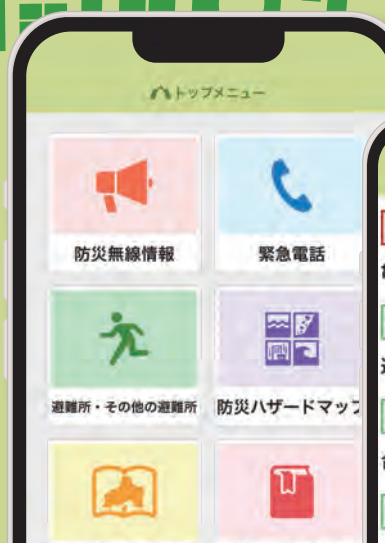 トップメニュー
防災無線情報
緊急電話
避難所・その他の避難所
防災ハザードマップ